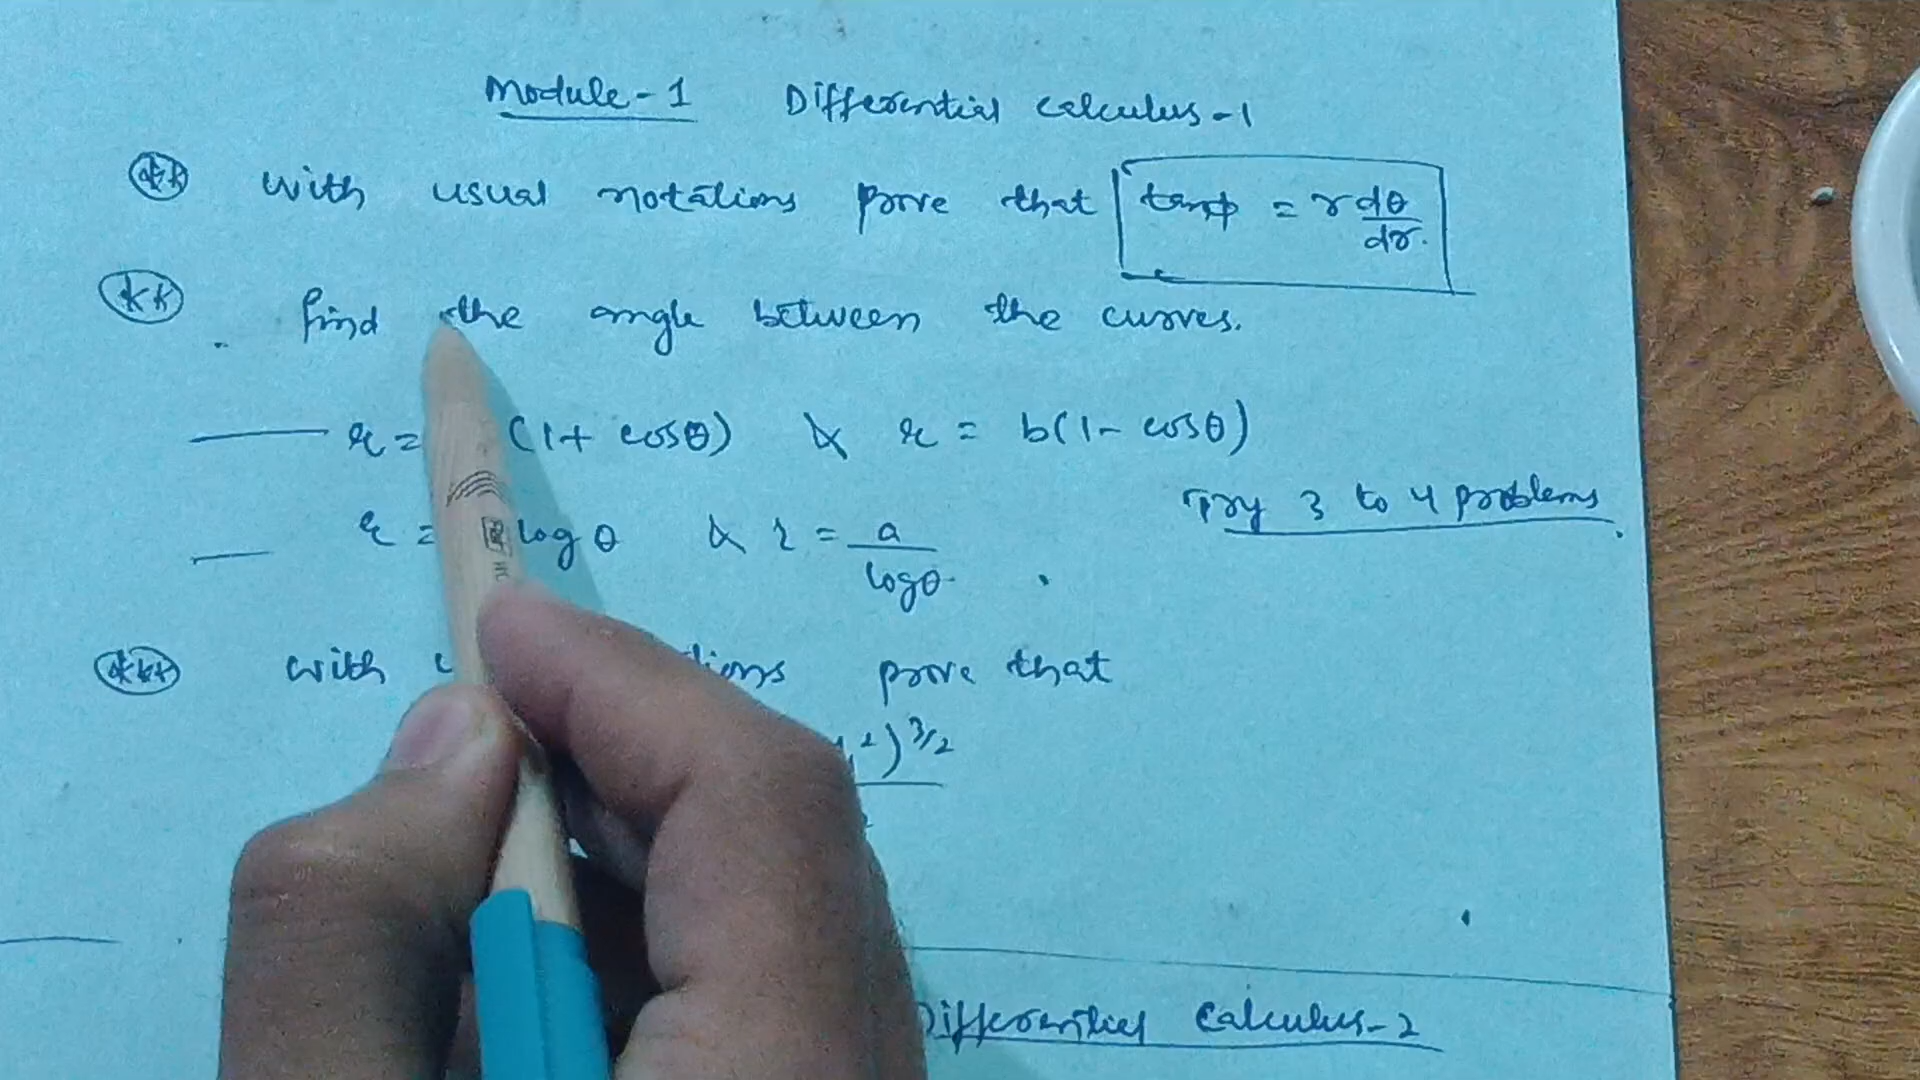 Module-1 Differential calculus-1
** with usual notations prove that tanφ = r dθ/dr.
** . find the angle between the curves.
— r = (1+ cosθ) & r = b(1- cosθ)
Try 3 to 4 problems.
— r = log θ & r = a/logθ .
*** with prove that
²)^3/2
Differential Calculus-2